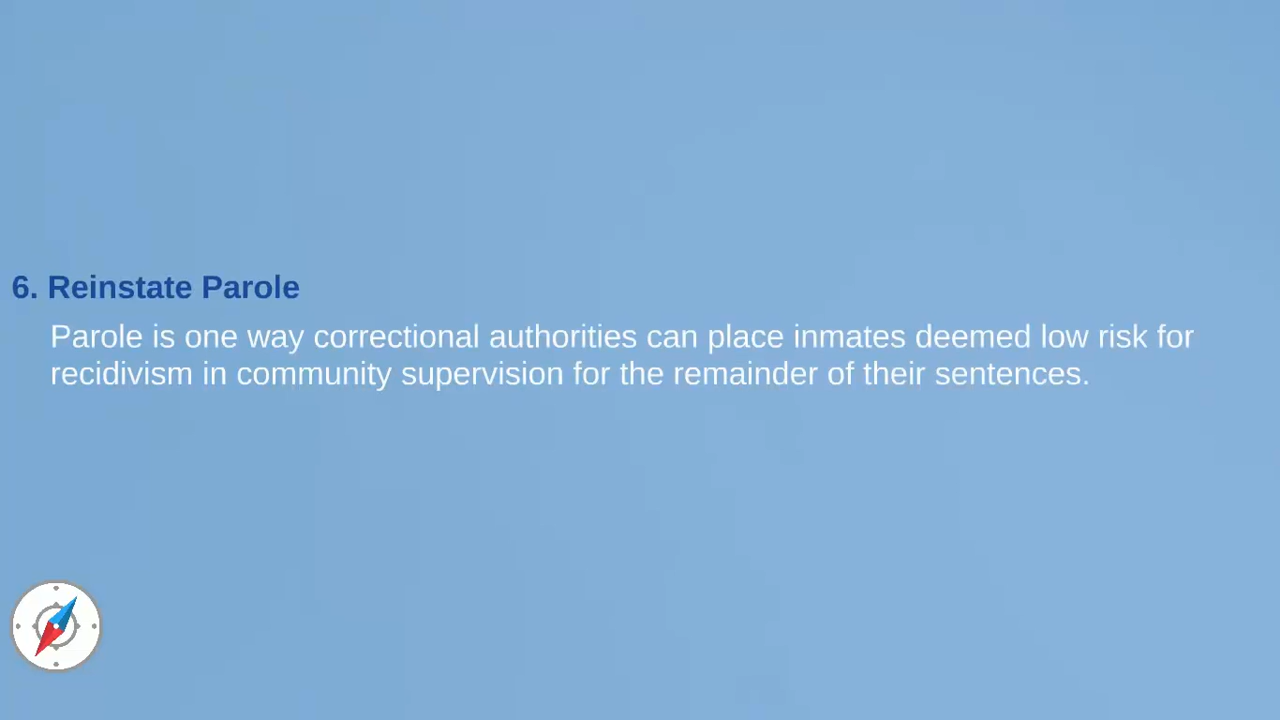 6. Reinstate Parole
Parole is one way correctional authorities can place inmates deemed low risk for
recidivism in community supervision for the remainder of their sentences.